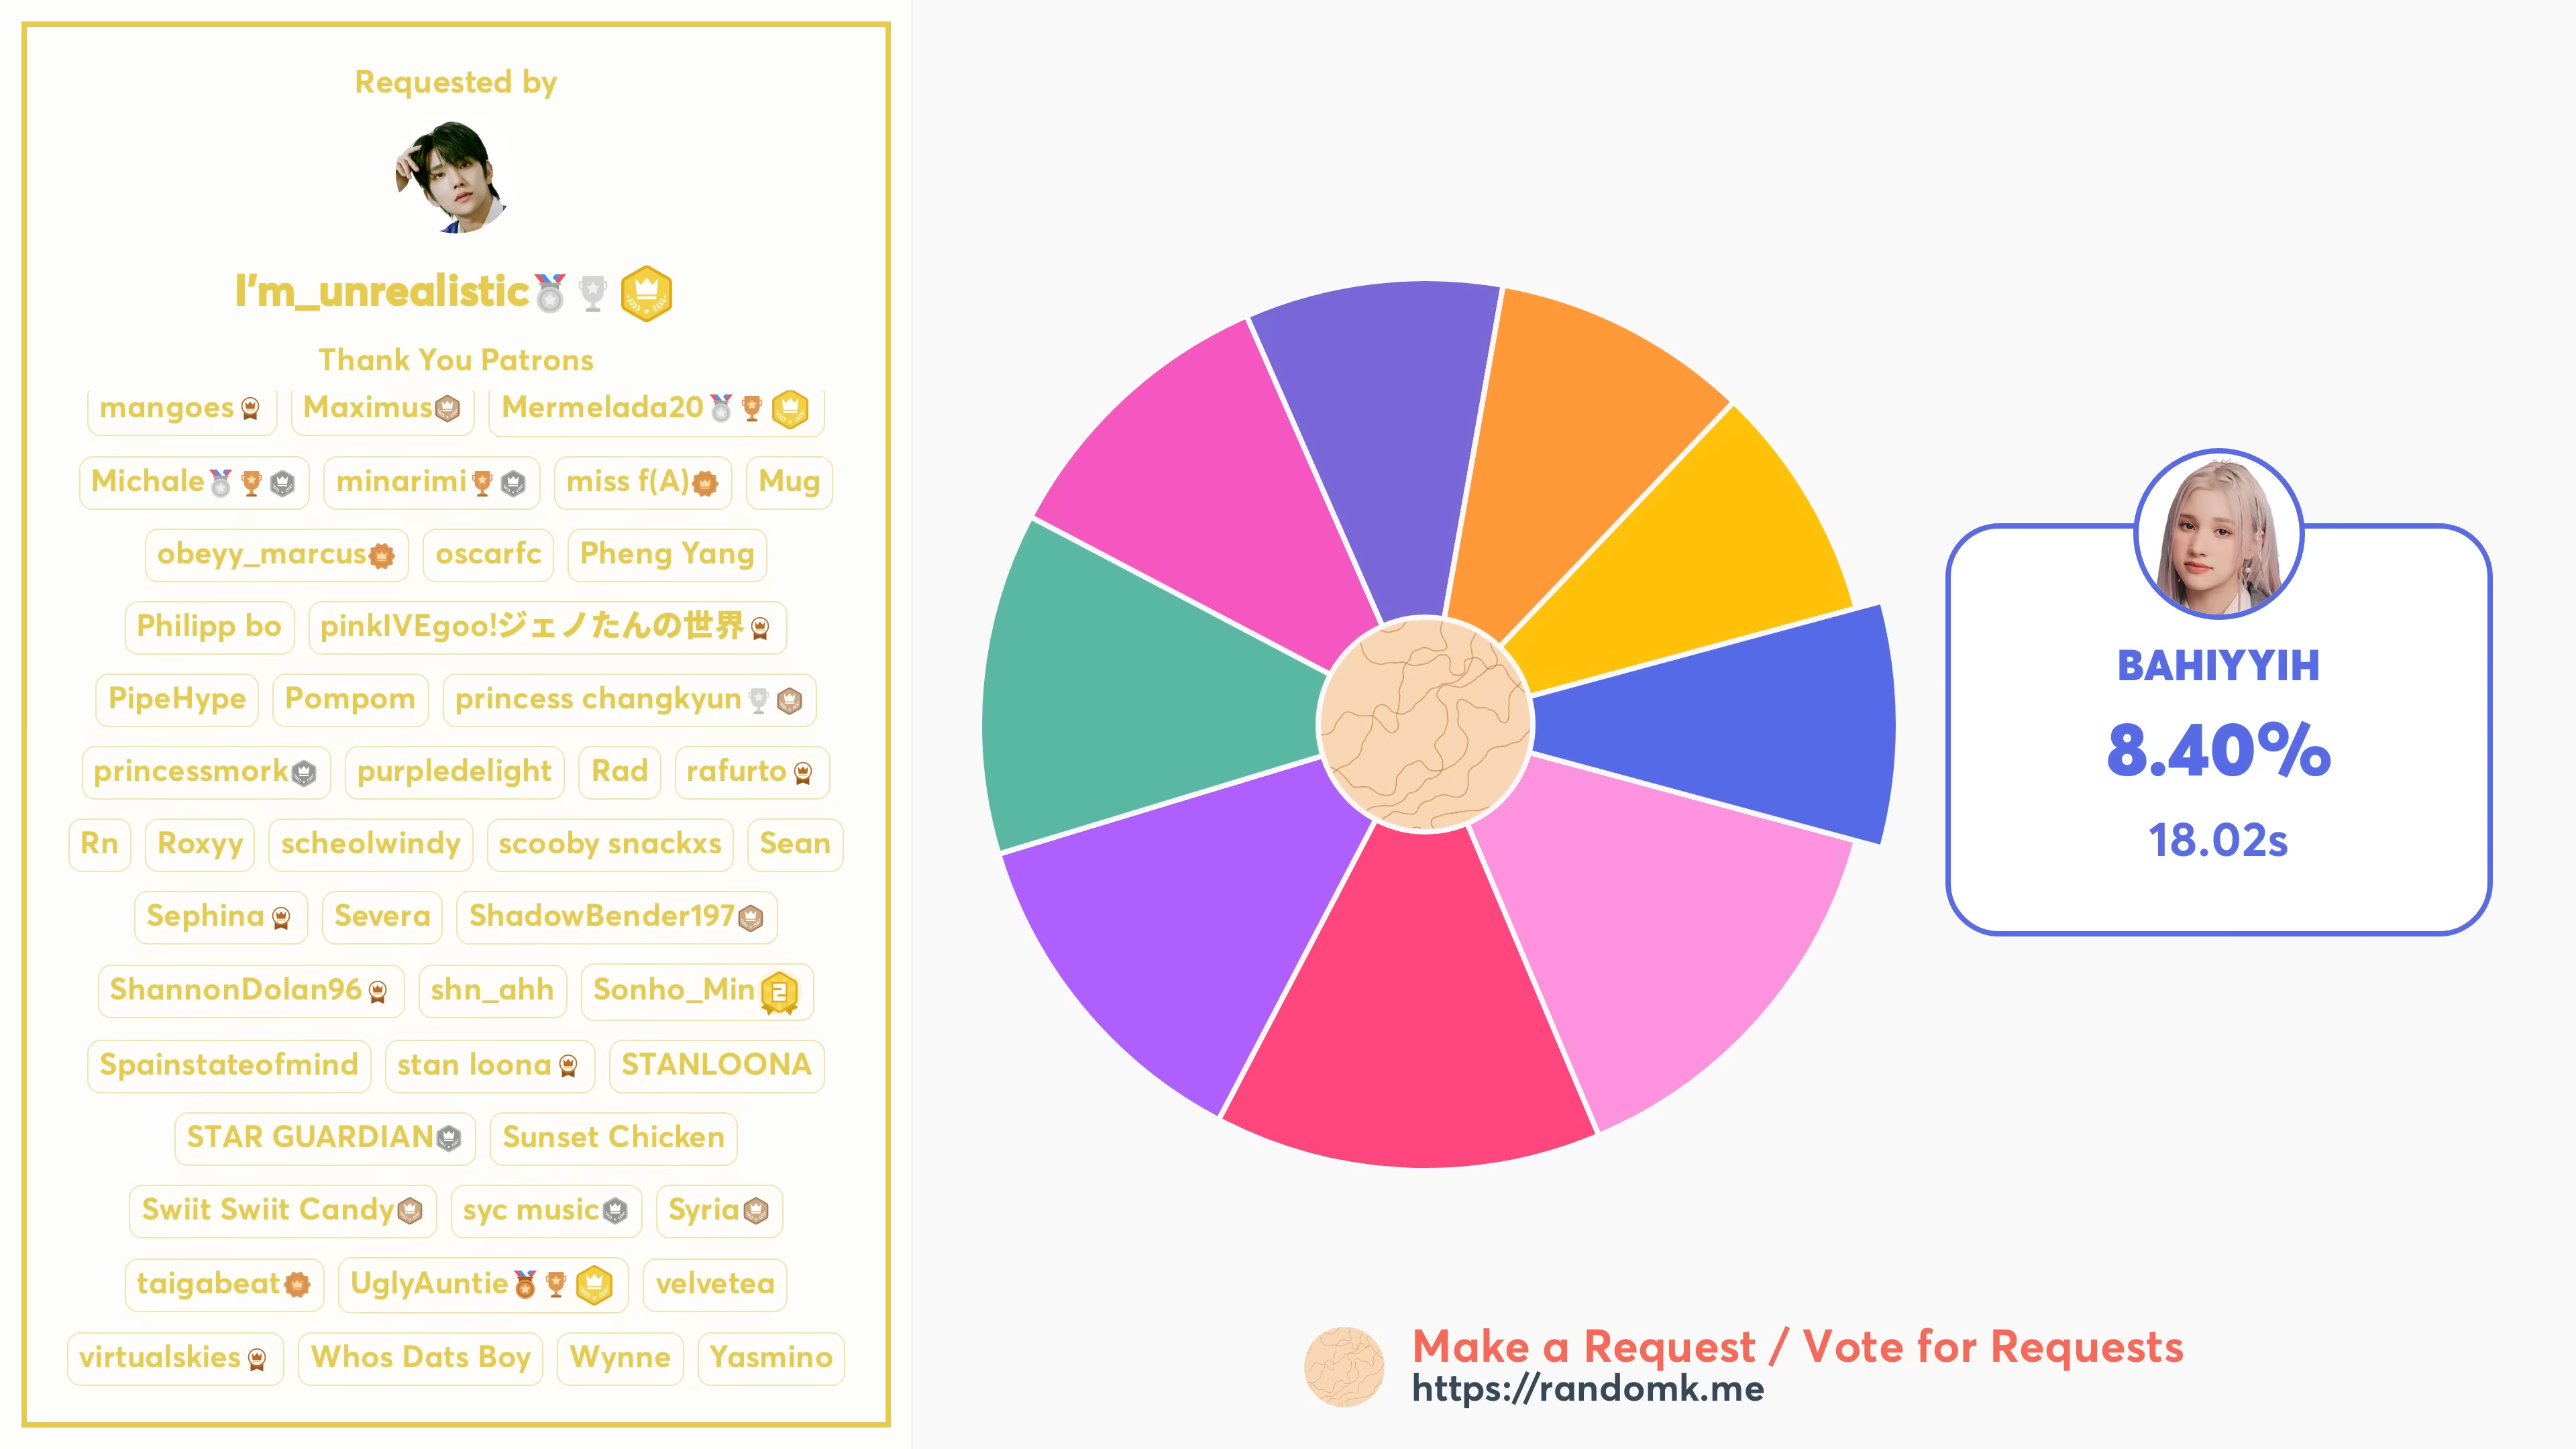 Requested by
I'm_unrealistic
Thank You Patrons
mangoes Maximus Mermelada20
Michale minarimi miss f(A) Mug
obeyy_marcus oscarfc Pheng Yang
Philipp bo pinkIVEgoo!ジェノたんの世界
PipeHype Pompom princess changkyun
princessmork purpledelight Rad rafurto
Rn Roxyy scheolwindy scooby snackxs Sean
Sephina Severa ShadowBender197
ShannonDolan96 shn_ahh Sonho_Min 2
Spainstateofmind stan loona STANLOONA
STAR GUARDIAN Sunset Chicken
Swiit Swiit Candy syc music Syria
taigabeat UglyAuntie velvetea
virtualskies Whos Dats Boy Wynne Yasmino
BAHIYYIH
8.40%
18.02s
Make a Request / Vote for Requests
https://randomk.me